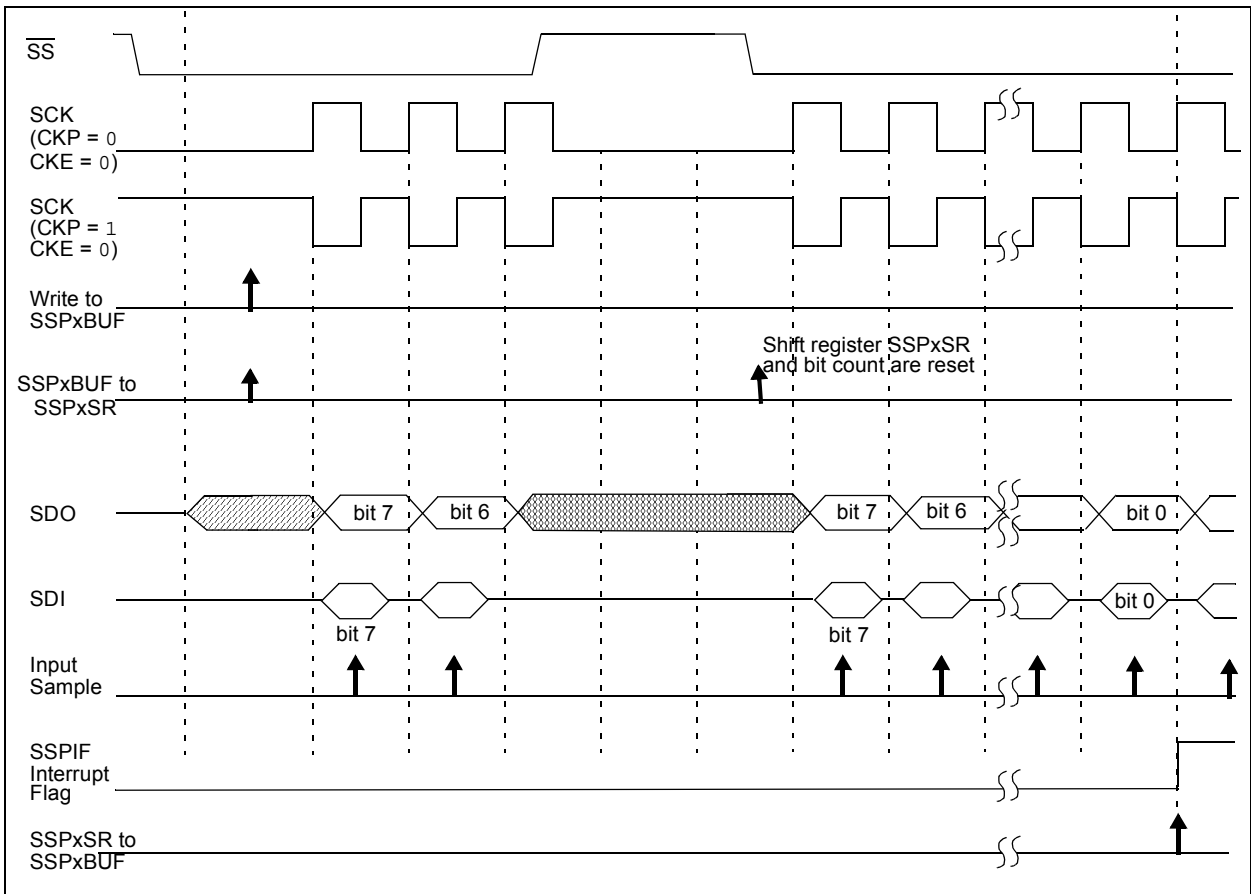 SS
SCK
(CKP = 0
CKE = 0)
SCK
(CKP = 1
CKE = 0)
Write to
SSPxBUF
Shift register SSPxSR
and bit count are reset
SSPxBUF to
SSPxSR
SDO
bit 7
bit 6
bit 7
bit 6
bit 0
SDI
bit 0
bit 7
bit 7
Input
Sample
SSPIF
Interrupt
Flag
SSPxSR to
SSPxBUF